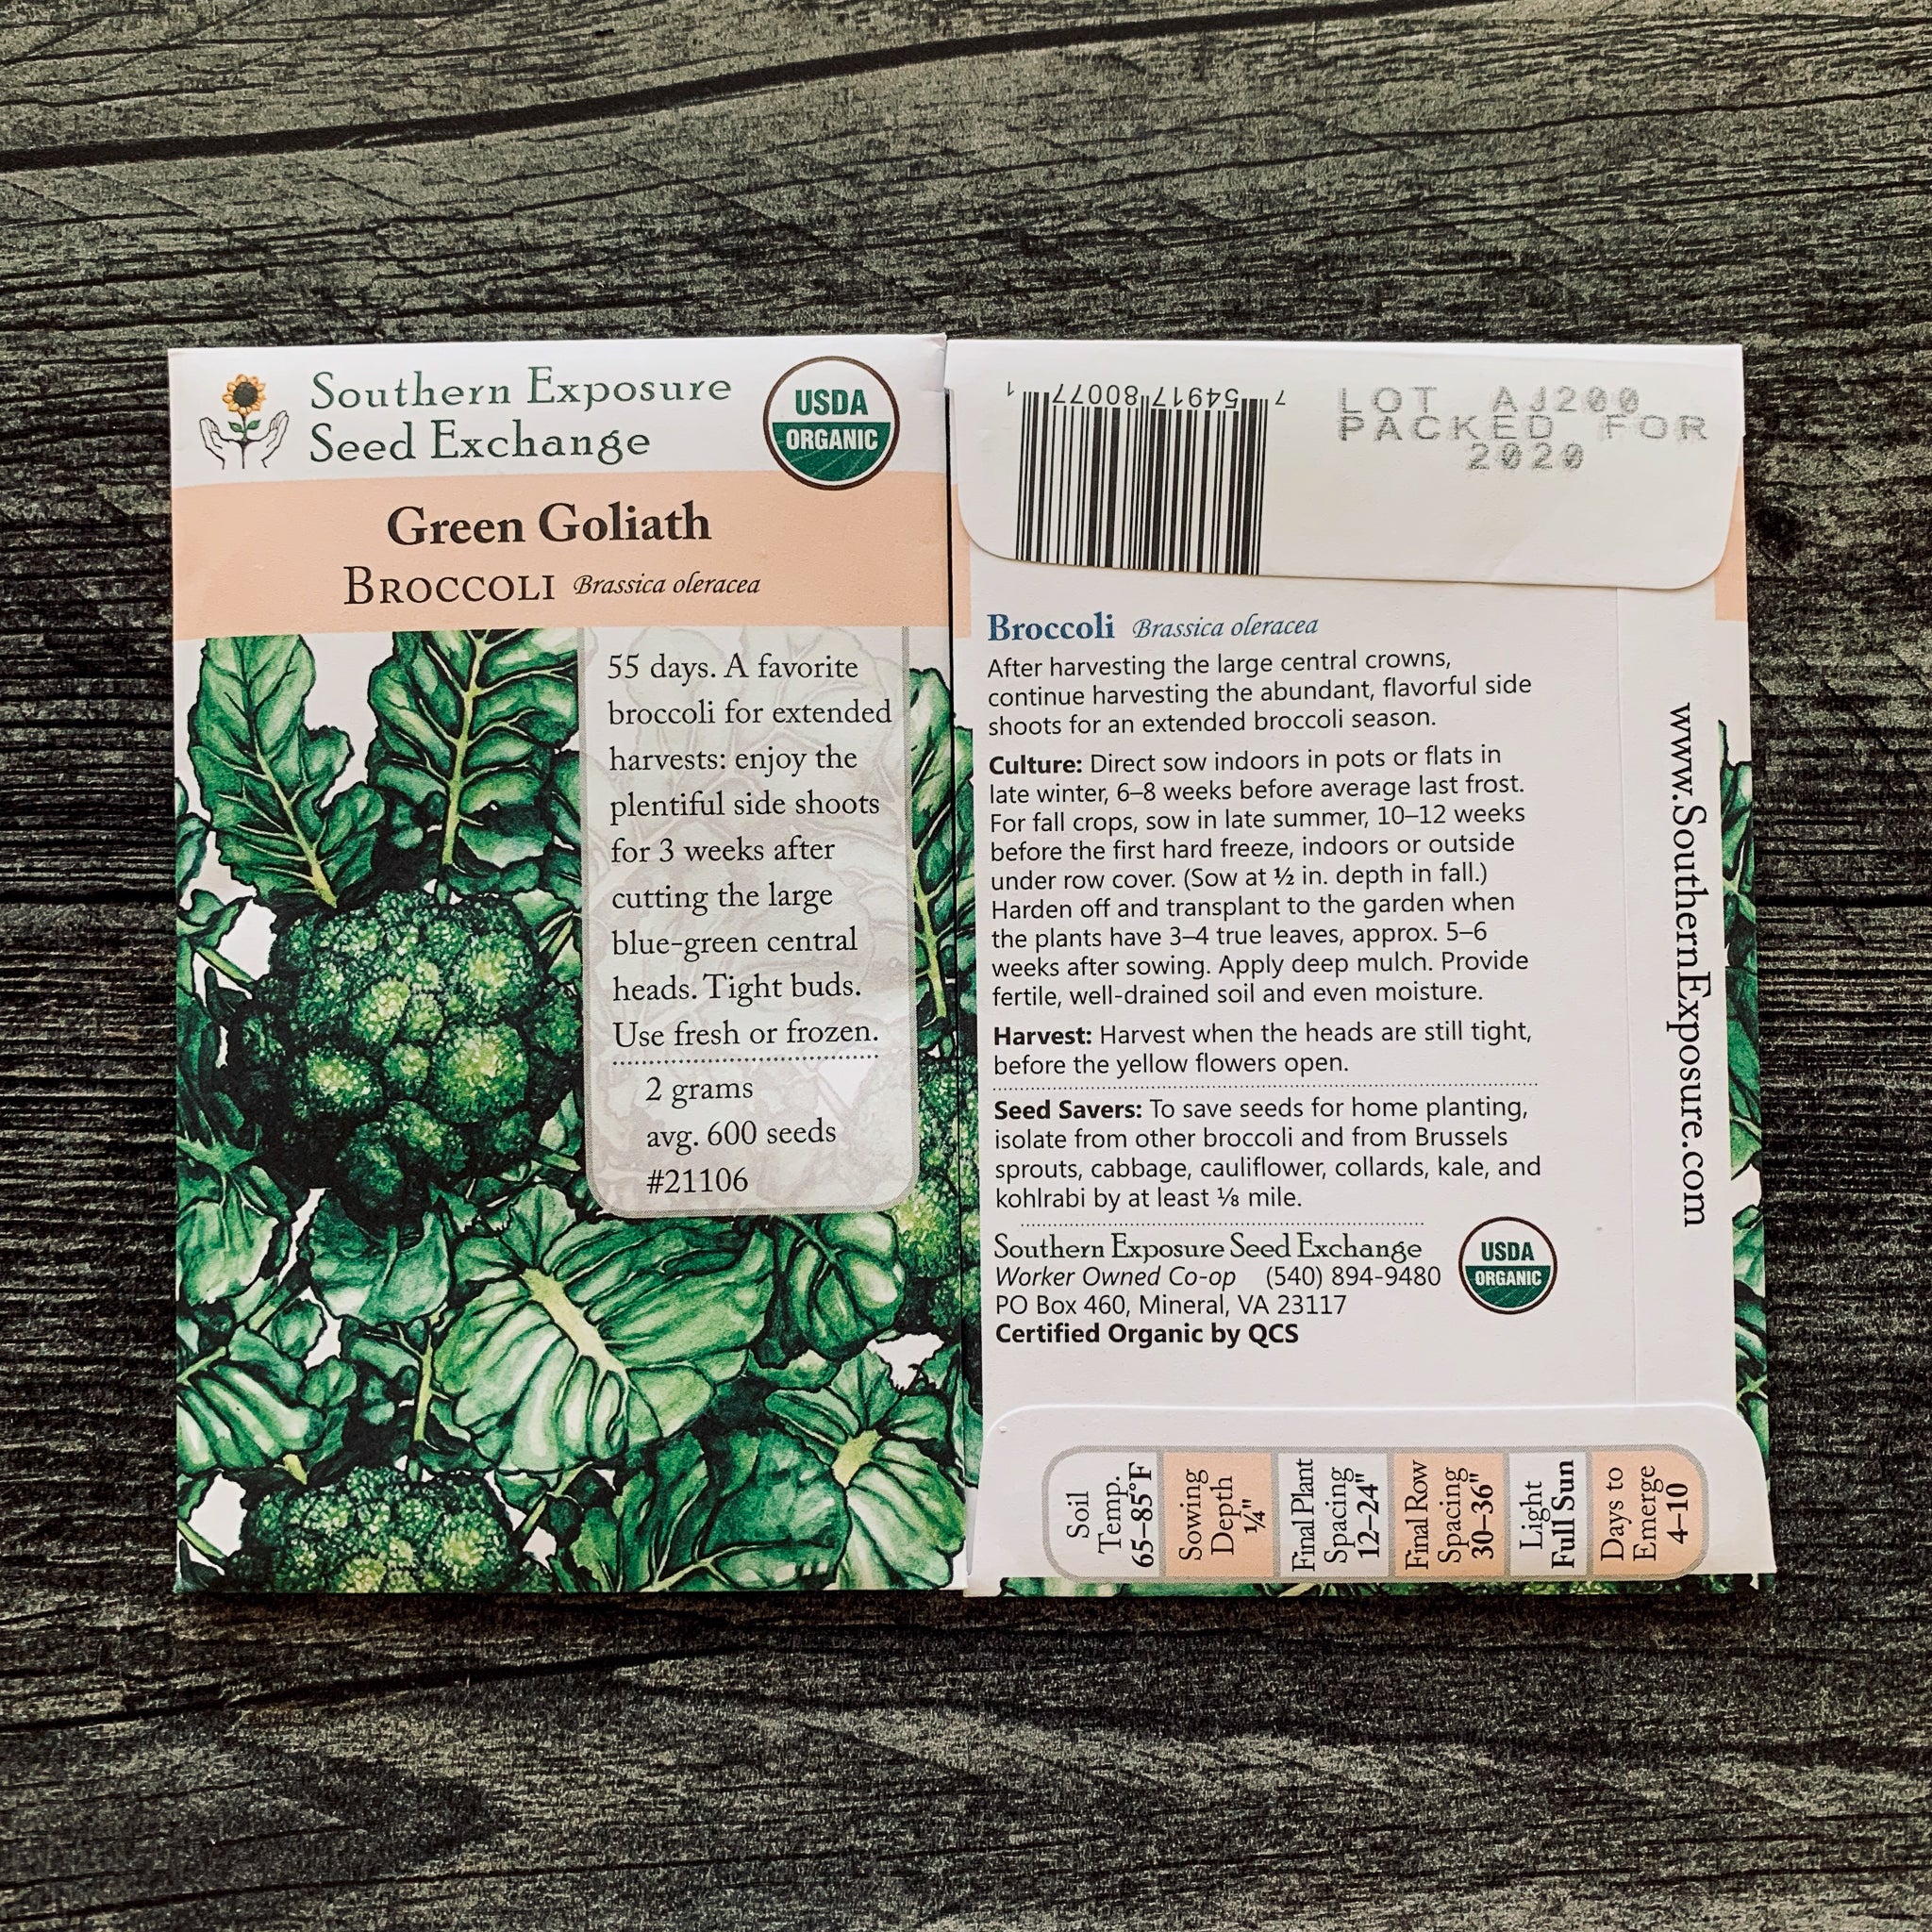 Southern Exposure
Seed Exchange
USDA
ORGANIC
Green Goliath
BROCCOLI Brassica oleracea
55 days. A favorite
broccoli for extended
harvests: enjoy the
plentiful side shoots
for 3 weeks after
cutting the large
blue-green central
heads. Tight buds.
Use fresh or frozen.
2 grams
avg. 600 seeds
#21106
7 54917 80077 1
LOT AJ200
PACKED FOR
2020
Broccoli Brassica oleracea
After harvesting the large central crowns,
continue harvesting the abundant, flavorful side
shoots for an extended broccoli season.
Culture: Direct sow indoors in pots or flats in
late winter, 6–8 weeks before average last frost.
For fall crops, sow in late summer, 10–12 weeks
before the first hard freeze, indoors or outside
under row cover. (Sow at ½ in. depth in fall.)
Harden off and transplant to the garden when
the plants have 3–4 true leaves, approx. 5–6
weeks after sowing. Apply deep mulch. Provide
fertile, well-drained soil and even moisture.
Harvest: Harvest when the heads are still tight,
before the yellow flowers open.
Seed Savers: To save seeds for home planting,
isolate from other broccoli and from Brussels
sprouts, cabbage, cauliflower, collards, kale, and
kohlrabi by at least ⅛ mile.
Southern Exposure Seed Exchange
Worker Owned Co-op (540) 894-9480
PO Box 460, Mineral, VA 23117
Certified Organic by QCS
USDA
ORGANIC
www.SouthernExposure.com
Soil
Temp.
65–85°F
Sowing
Depth
¼"
Final Plant
Spacing
12–24"
Final Row
Spacing
30–36"
Light
Full Sun
Days to
Emerge
4–10